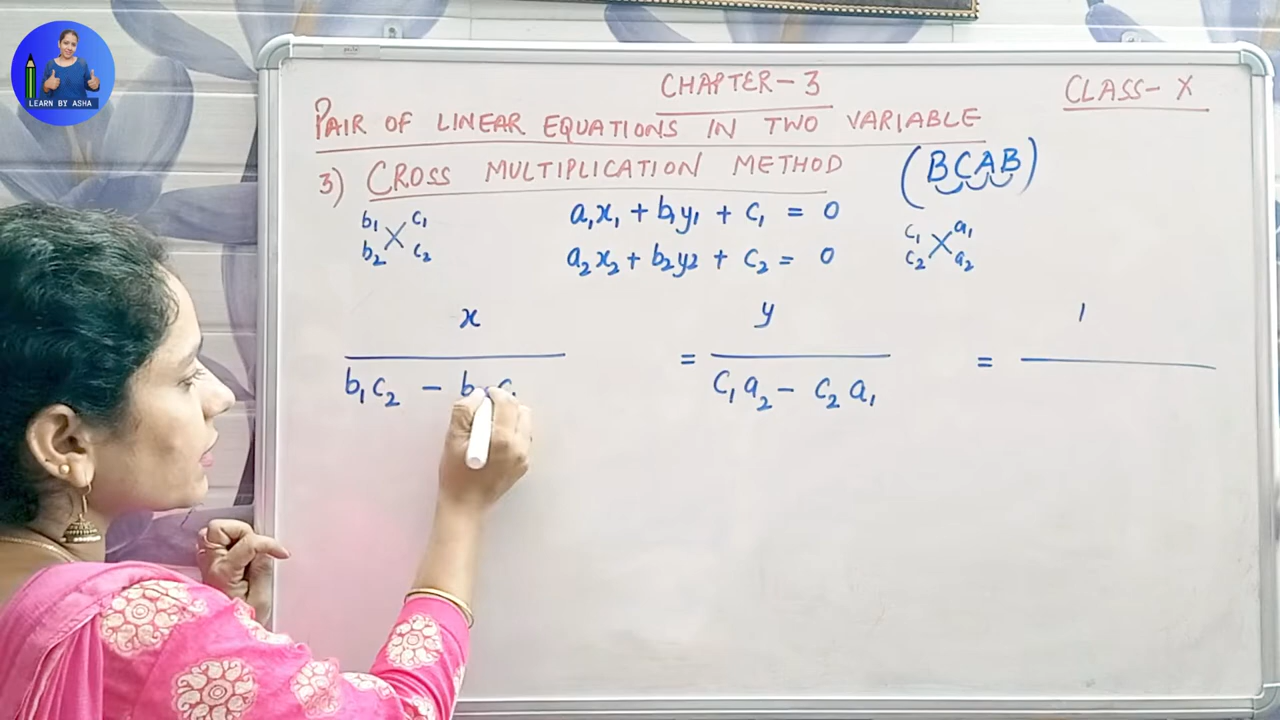 LEARN BY ASHA
CHAPTER - 3
CLASS - X
PAIR OF LINEAR EQUATIONS IN TWO VARIABLE
3) CROSS MULTIPLICATION METHOD (BCAB)
b₁ c₁
b₂ c₂
a₁x₁ + b₁y₁ + c₁ = 0
a₂x₂ + b₂y₂ + c₂ = 0
c₁ a₁
c₂ a₂
x = y = 1
b₁c₂ - b c c₁a₂ - c₂a₁